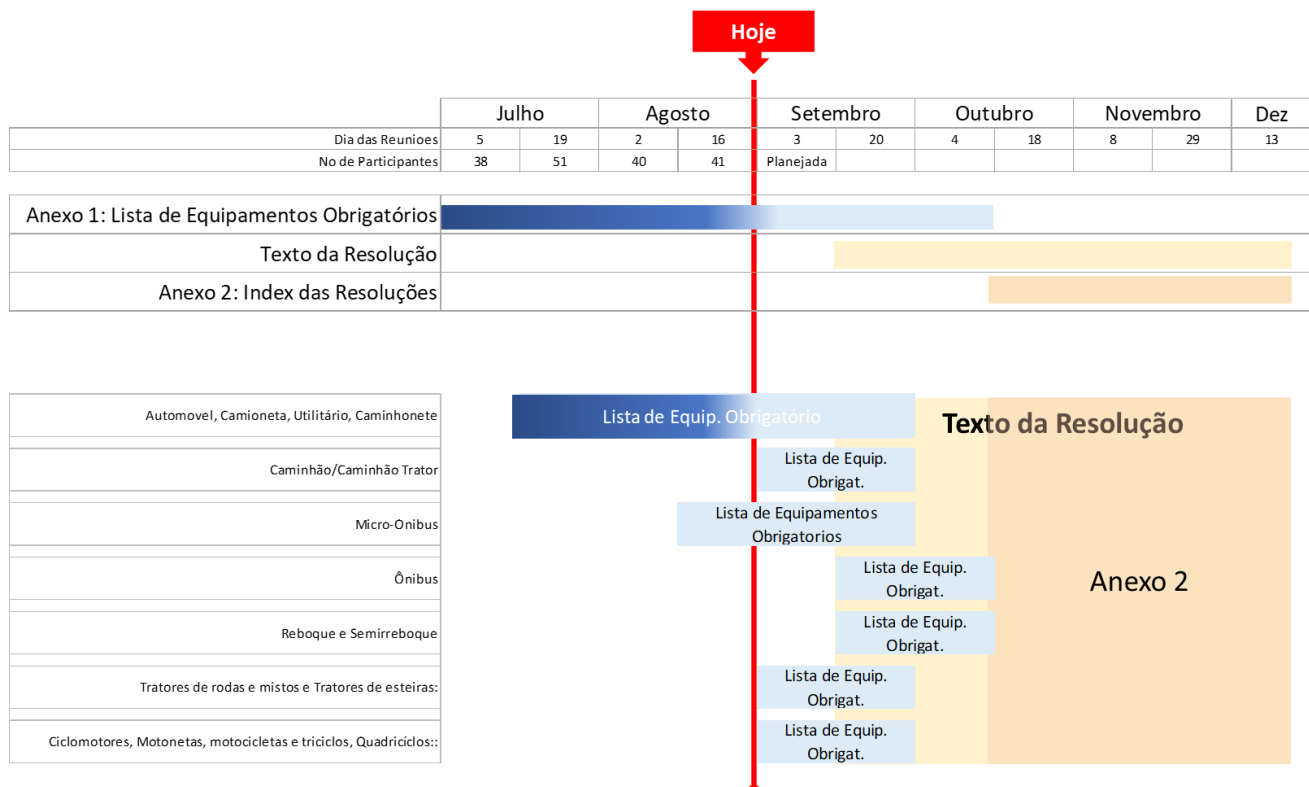 Hoje
Julho Agosto Setembro Outubro Novembro Dez
Dia das Reunioes 5 19 2 16 3 20 4 18 8 29 13
No de Participantes 38 51 40 41 Planejada
Anexo 1: Lista de Equipamentos Obrigatórios
Texto da Resolução
Anexo 2: Index das Resoluções
Automovel, Camioneta, Utilitário, Caminhonete
Lista de Equip. Obrigatório
Texto da Resolução
Caminhão/Caminhão Trator
Lista de Equip.
Obrigat.
Micro-Onibus
Lista de Equipamentos
Obrigatorios
Ônibus
Lista de Equip.
Obrigat.
Anexo 2
Reboque e Semirreboque
Lista de Equip.
Obrigat.
Tratores de rodas e mistos e Tratores de esteiras:
Lista de Equip.
Obrigat.
Ciclomotores, Motonetas, motocicletas e triciclos, Quadricíclos::
Lista de Equip.
Obrigat.